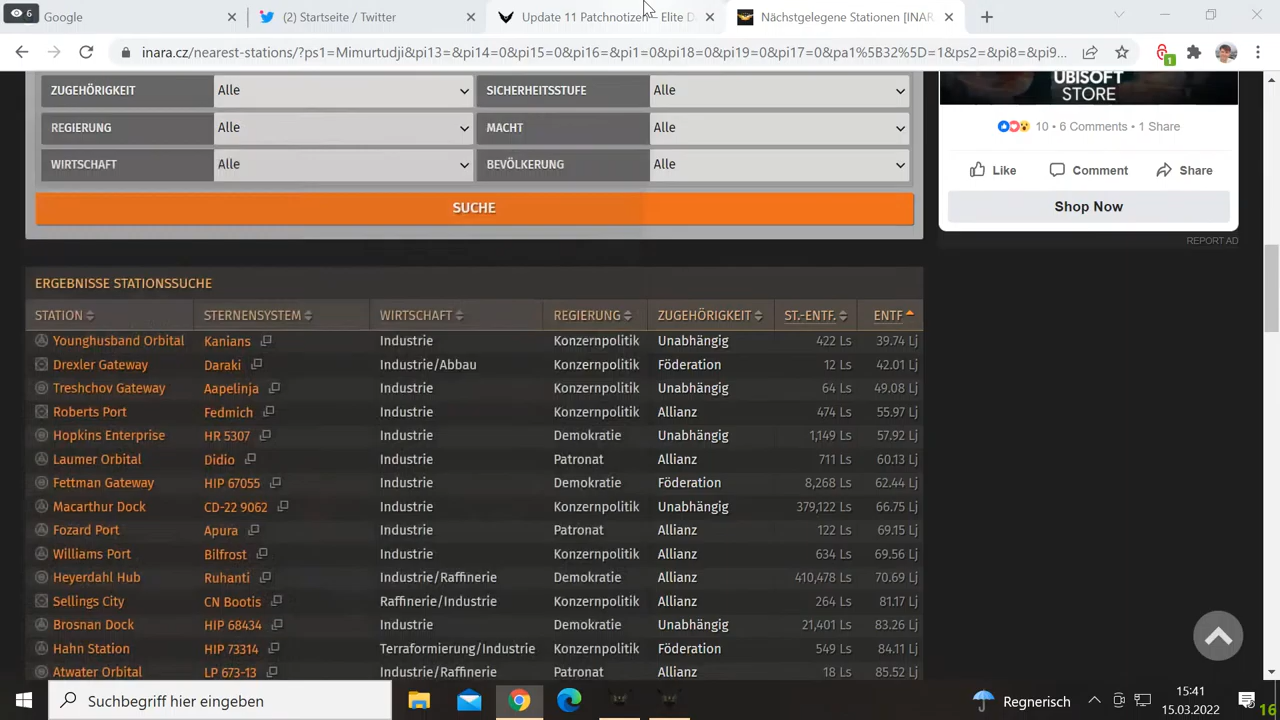 6 Google
(2) Startseite / Twitter
Update 11 Patchnotizen - Elite D
Nächstgelegene Stationen [INAR
inara.cz/nearest-stations/?ps1=Mimurtudji&pi13=&pi14=0&pi15=0&pi16=&pi1=0&pi18=0&pi19=0&pi17=0&pa1%5B32%5D=1&ps2=&pi8=&pi9...
1
ZUGEHÖRIGKEIT Alle SICHERHEITSSTUFE Alle
REGIERUNG Alle MACHT Alle
WIRTSCHAFT Alle BEVÖLKERUNG Alle
SUCHE
UBISOFT
STORE
10 • 6 Comments • 1 Share
Like Comment Share
Shop Now
REPORT AD
ERGEBNISSE STATIONSSUCHE
STATION STERNENSYSTEM WIRTSCHAFT REGIERUNG ZUGEHÖRIGKEIT ST.-ENTF. ENTF
Younghusband Orbital Kanians Industrie Konzernpolitik Unabhängig 422 Ls 39.74 Lj
Drexler Gateway Daraki Industrie/Abbau Konzernpolitik Föderation 12 Ls 42.01 Lj
Treshchov Gateway Aapelinja Industrie Konzernpolitik Unabhängig 64 Ls 49.08 Lj
Roberts Port Fedmich Industrie Konzernpolitik Allianz 474 Ls 55.97 Lj
Hopkins Enterprise HR 5307 Industrie Demokratie Unabhängig 1,149 Ls 57.92 Lj
Laumer Orbital Didio Industrie Patronat Allianz 711 Ls 60.13 Lj
Fettman Gateway HIP 67055 Industrie Demokratie Föderation 8,268 Ls 62.44 Lj
Macarthur Dock CD-22 9062 Industrie Konzernpolitik Unabhängig 379,122 Ls 66.75 Lj
Fozard Port Apura Industrie Patronat Allianz 122 Ls 69.15 Lj
Williams Port Bilfrost Industrie Konzernpolitik Allianz 634 Ls 69.56 Lj
Heyerdahl Hub Ruhanti Industrie/Raffinerie Demokratie Allianz 410,478 Ls 70.69 Lj
Sellings City CN Bootis Raffinerie/Industrie Konzernpolitik Allianz 264 Ls 81.17 Lj
Brosnan Dock HIP 68434 Industrie Demokratie Unabhängig 21,401 Ls 83.26 Lj
Hahn Station HIP 73314 Terraformierung/Industrie Konzernpolitik Föderation 549 Ls 84.11 Lj
Atwater Orbital LP 673-13 Industrie/Raffinerie Patronat Allianz 18 Ls 85.52 Lj
Suchbegriff hier eingeben
Regnerisch
15:41
15.03.2022
16